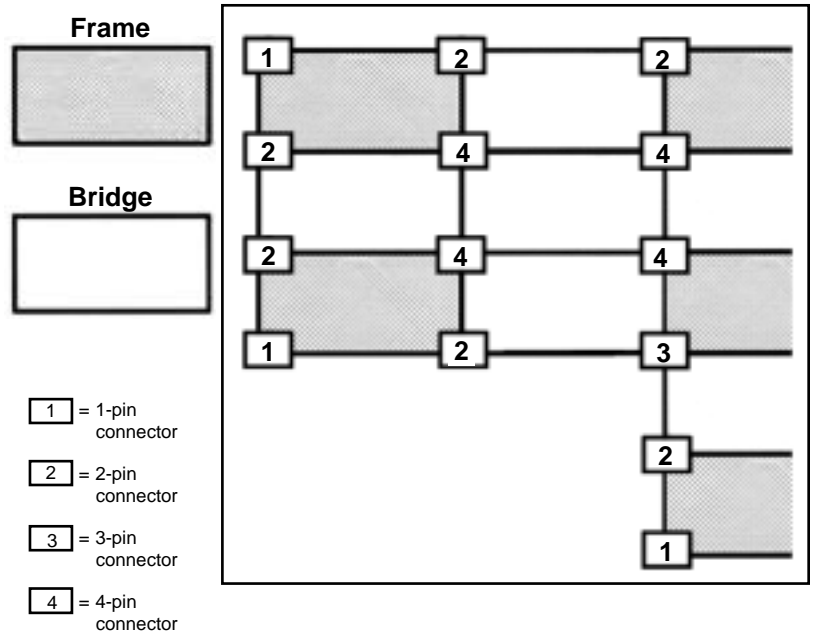 Frame
Bridge
1 = 1-pin
connector
2 = 2-pin
connector
3 = 3-pin
connector
4 = 4-pin
connector
1 2 2
2 4 4
2 4 4
1 2 3
2
1